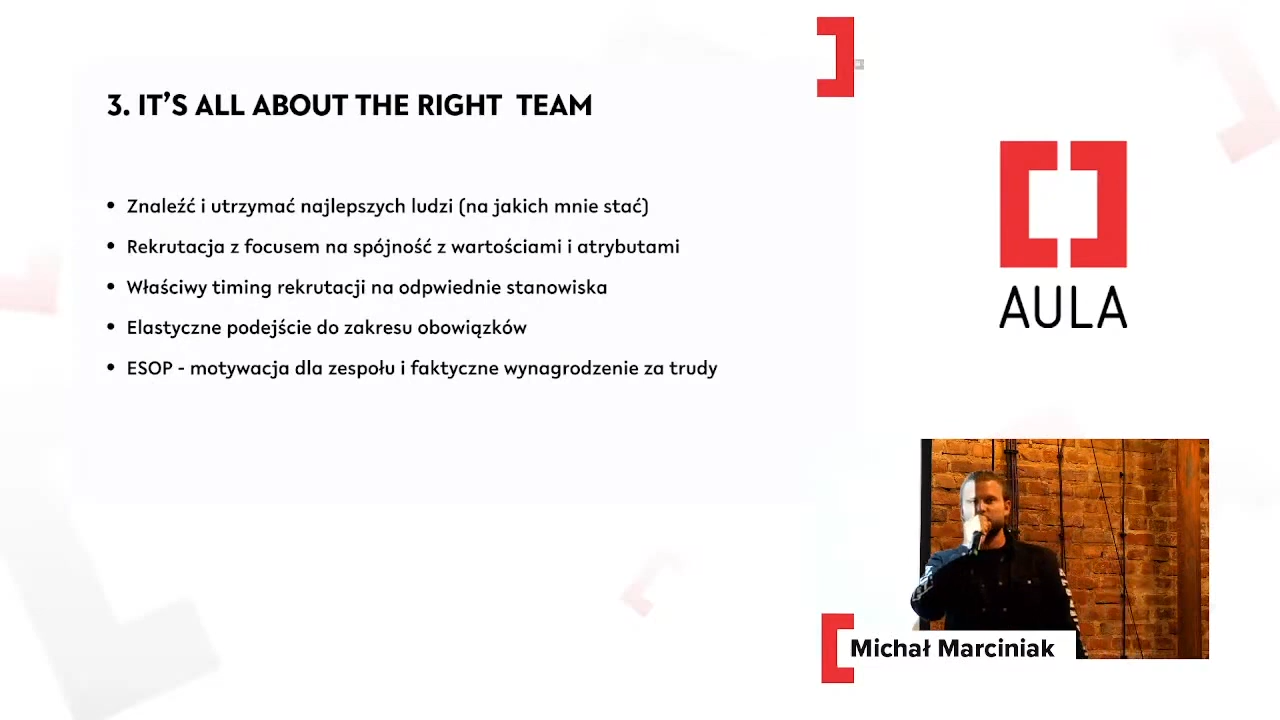 3. IT'S ALL ABOUT THE RIGHT TEAM
• Znaleźć i utrzymać najlepszych ludzi (na jakich mnie stać)
• Rekrutacja z focusem na spójność z wartościami i atrybutami
• Właściwy timing rekrutacji na odpwiednie stanowiska
• Elastyczne podejście do zakresu obowiązków
• ESOP - motywacja dla zespołu i faktyczne wynagrodzenie za trudy
AULA
Michał Marciniak